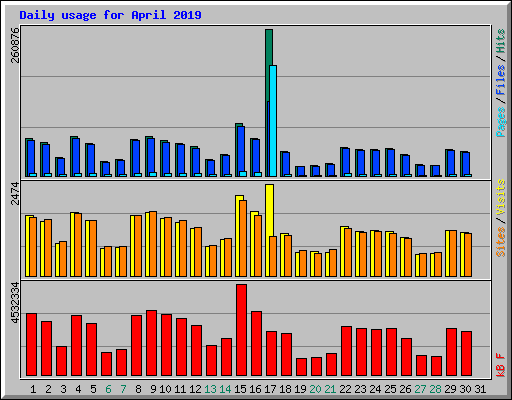 Daily usage for April 2019
260876
Pages / Files / Hits
2474
Sites / Visits
4532334
kB F
1 2 3 4 5 6 7 8 9 10 11 12 13 14 15 16 17 18 19 20 21 22 23 24 25 26 27 28 29 30 31